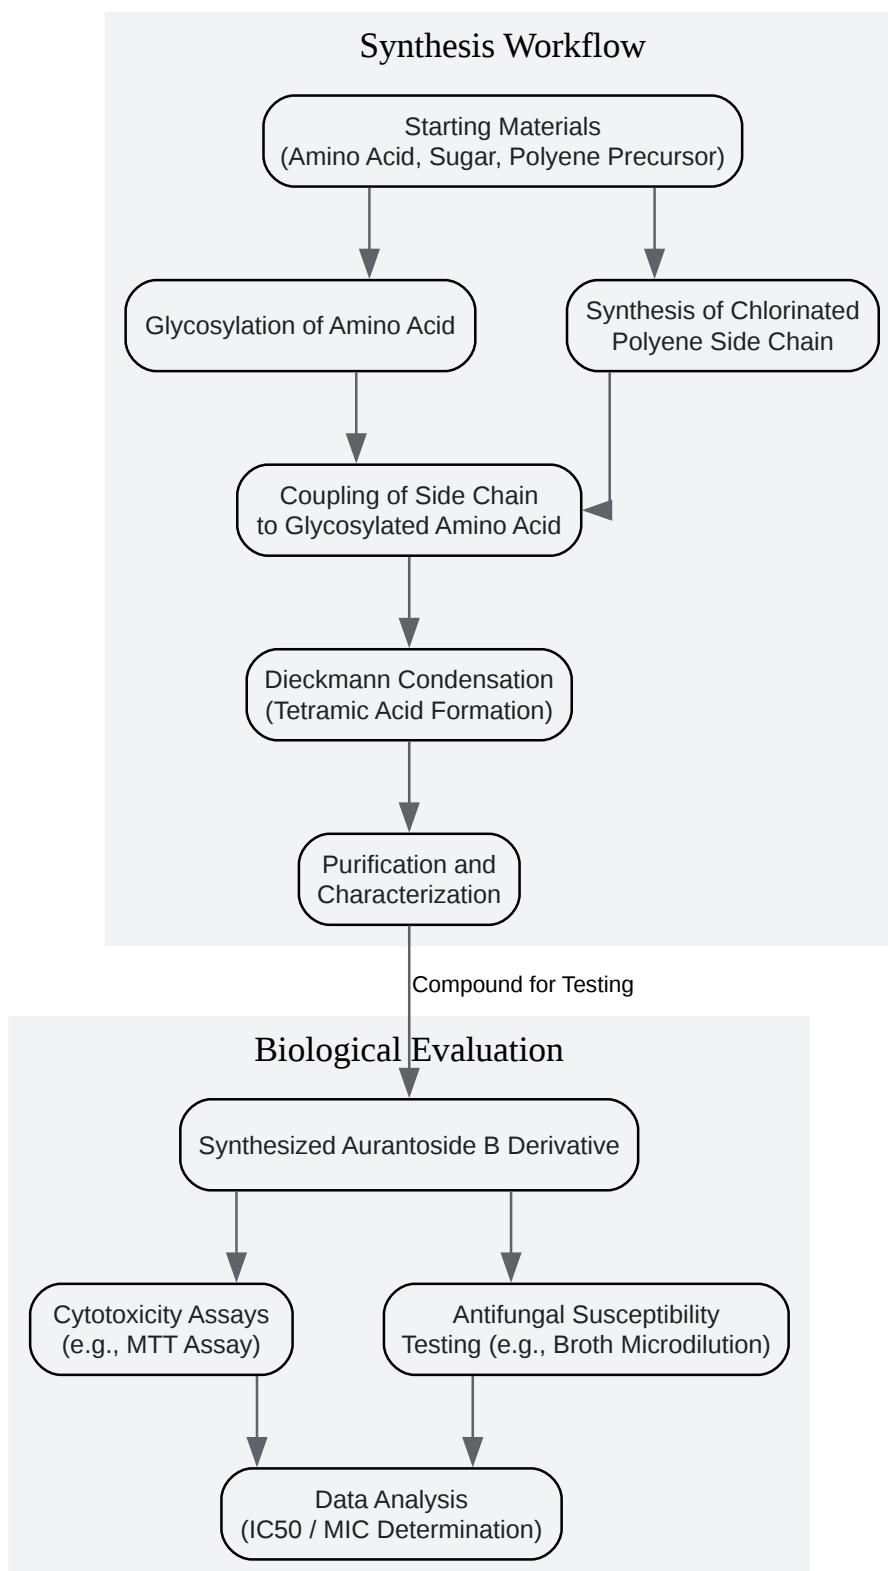 Synthesis Workflow
Starting Materials
(Amino Acid, Sugar, Polyene Precursor)
Glycosylation of Amino Acid
Synthesis of Chlorinated
Polyene Side Chain
Coupling of Side Chain
to Glycosylated Amino Acid
Dieckmann Condensation
(Tetramic Acid Formation)
Purification and
Characterization
Compound for Testing
Biological Evaluation
Synthesized Aurantoside B Derivative
Cytotoxicity Assays
(e.g., MTT Assay)
Antifungal Susceptibility
Testing (e.g., Broth Microdilution)
Data Analysis
(IC50 / MIC Determination)